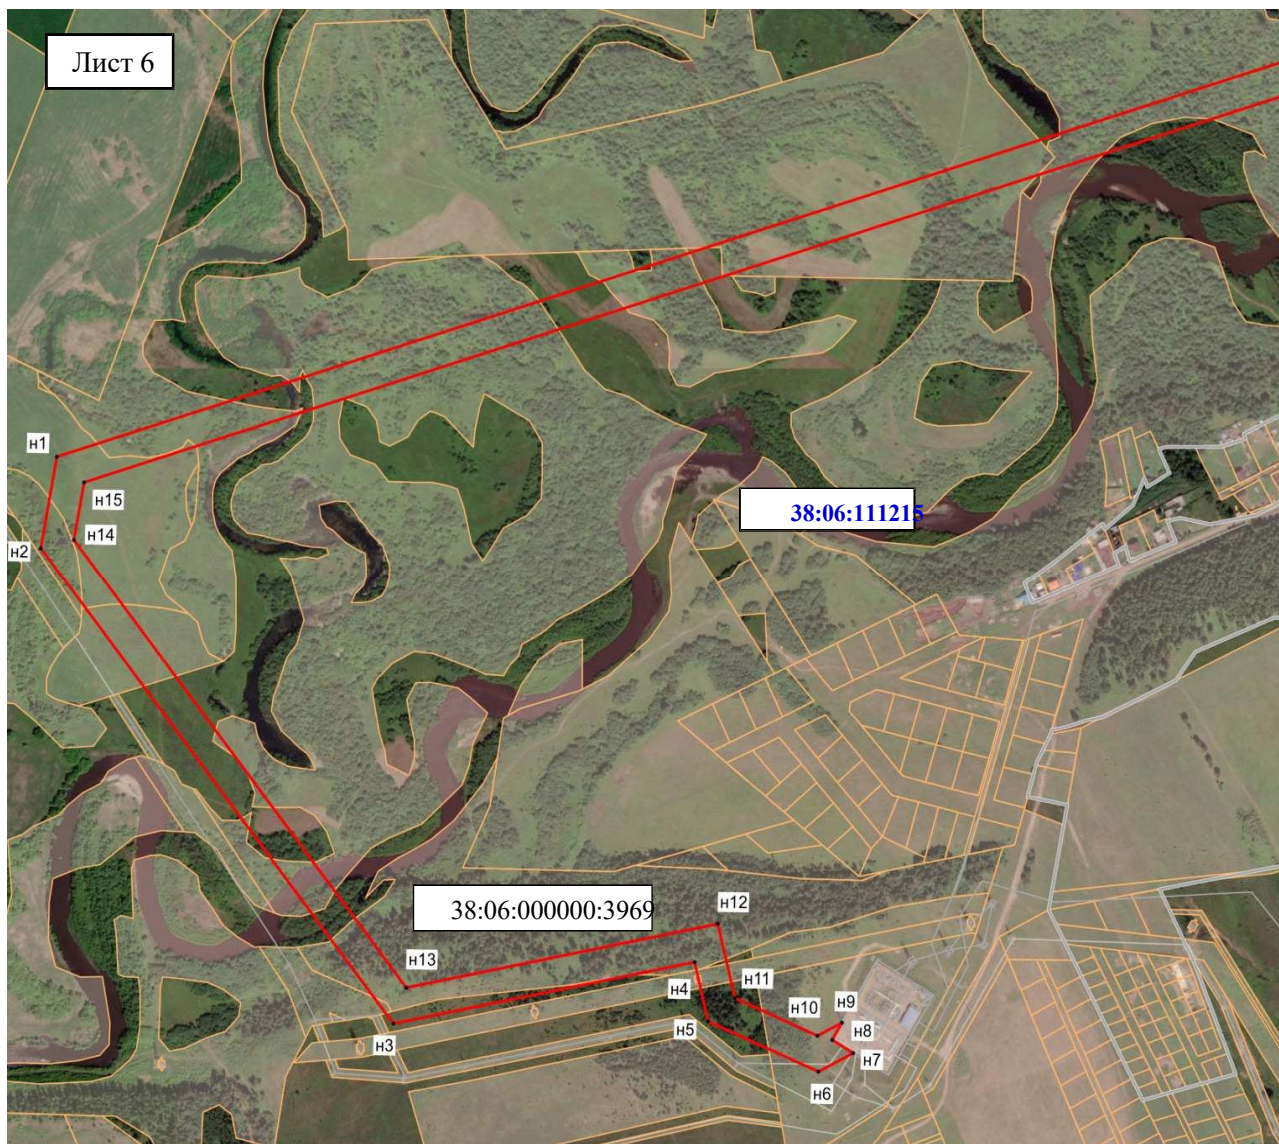 Лист 6
н1
н15
38:06:111215
н14
н2
38:06:000000:3969
н12
н13
н4
н11
н9
н10
н3
н5
н8
н7
н6